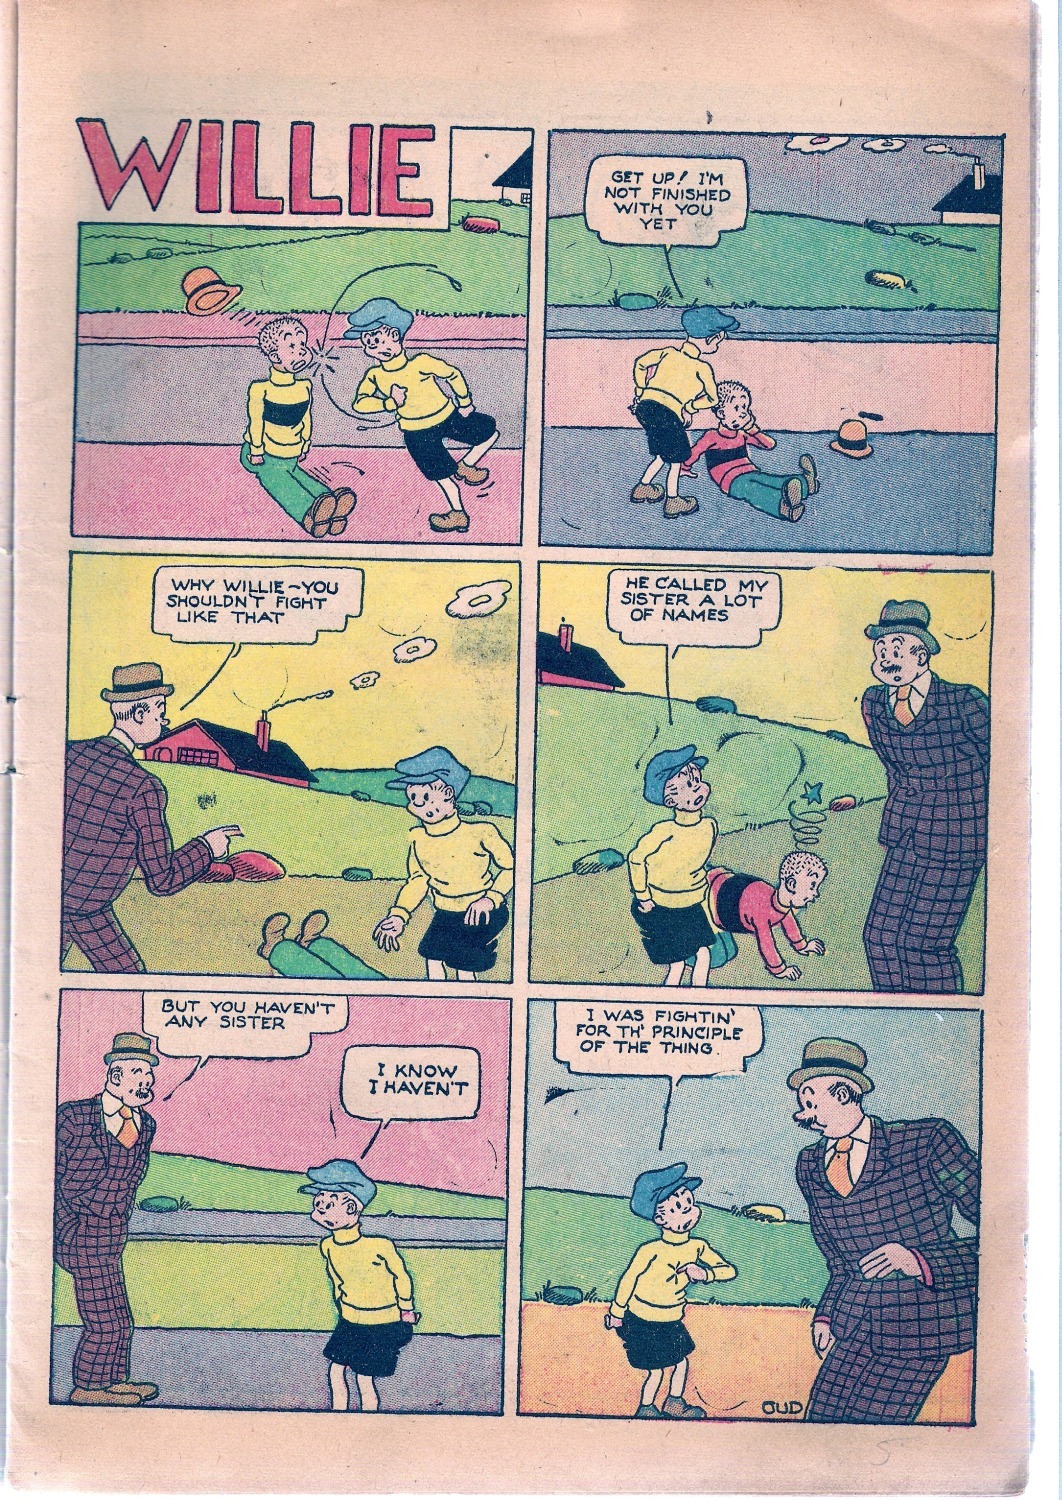 WILLIE
GET UP! I'M
NOT FINISHED
WITH YOU
YET
WHY WILLIE~YOU
SHOULDN'T FIGHT
LIKE THAT
HE CALLED MY
SISTER A LOT
OF NAMES
BUT YOU HAVEN'T
ANY SISTER
I KNOW
I HAVEN'T
I WAS FIGHTIN'
FOR TH' PRINCIPLE
OF THE THING.
OUD
5